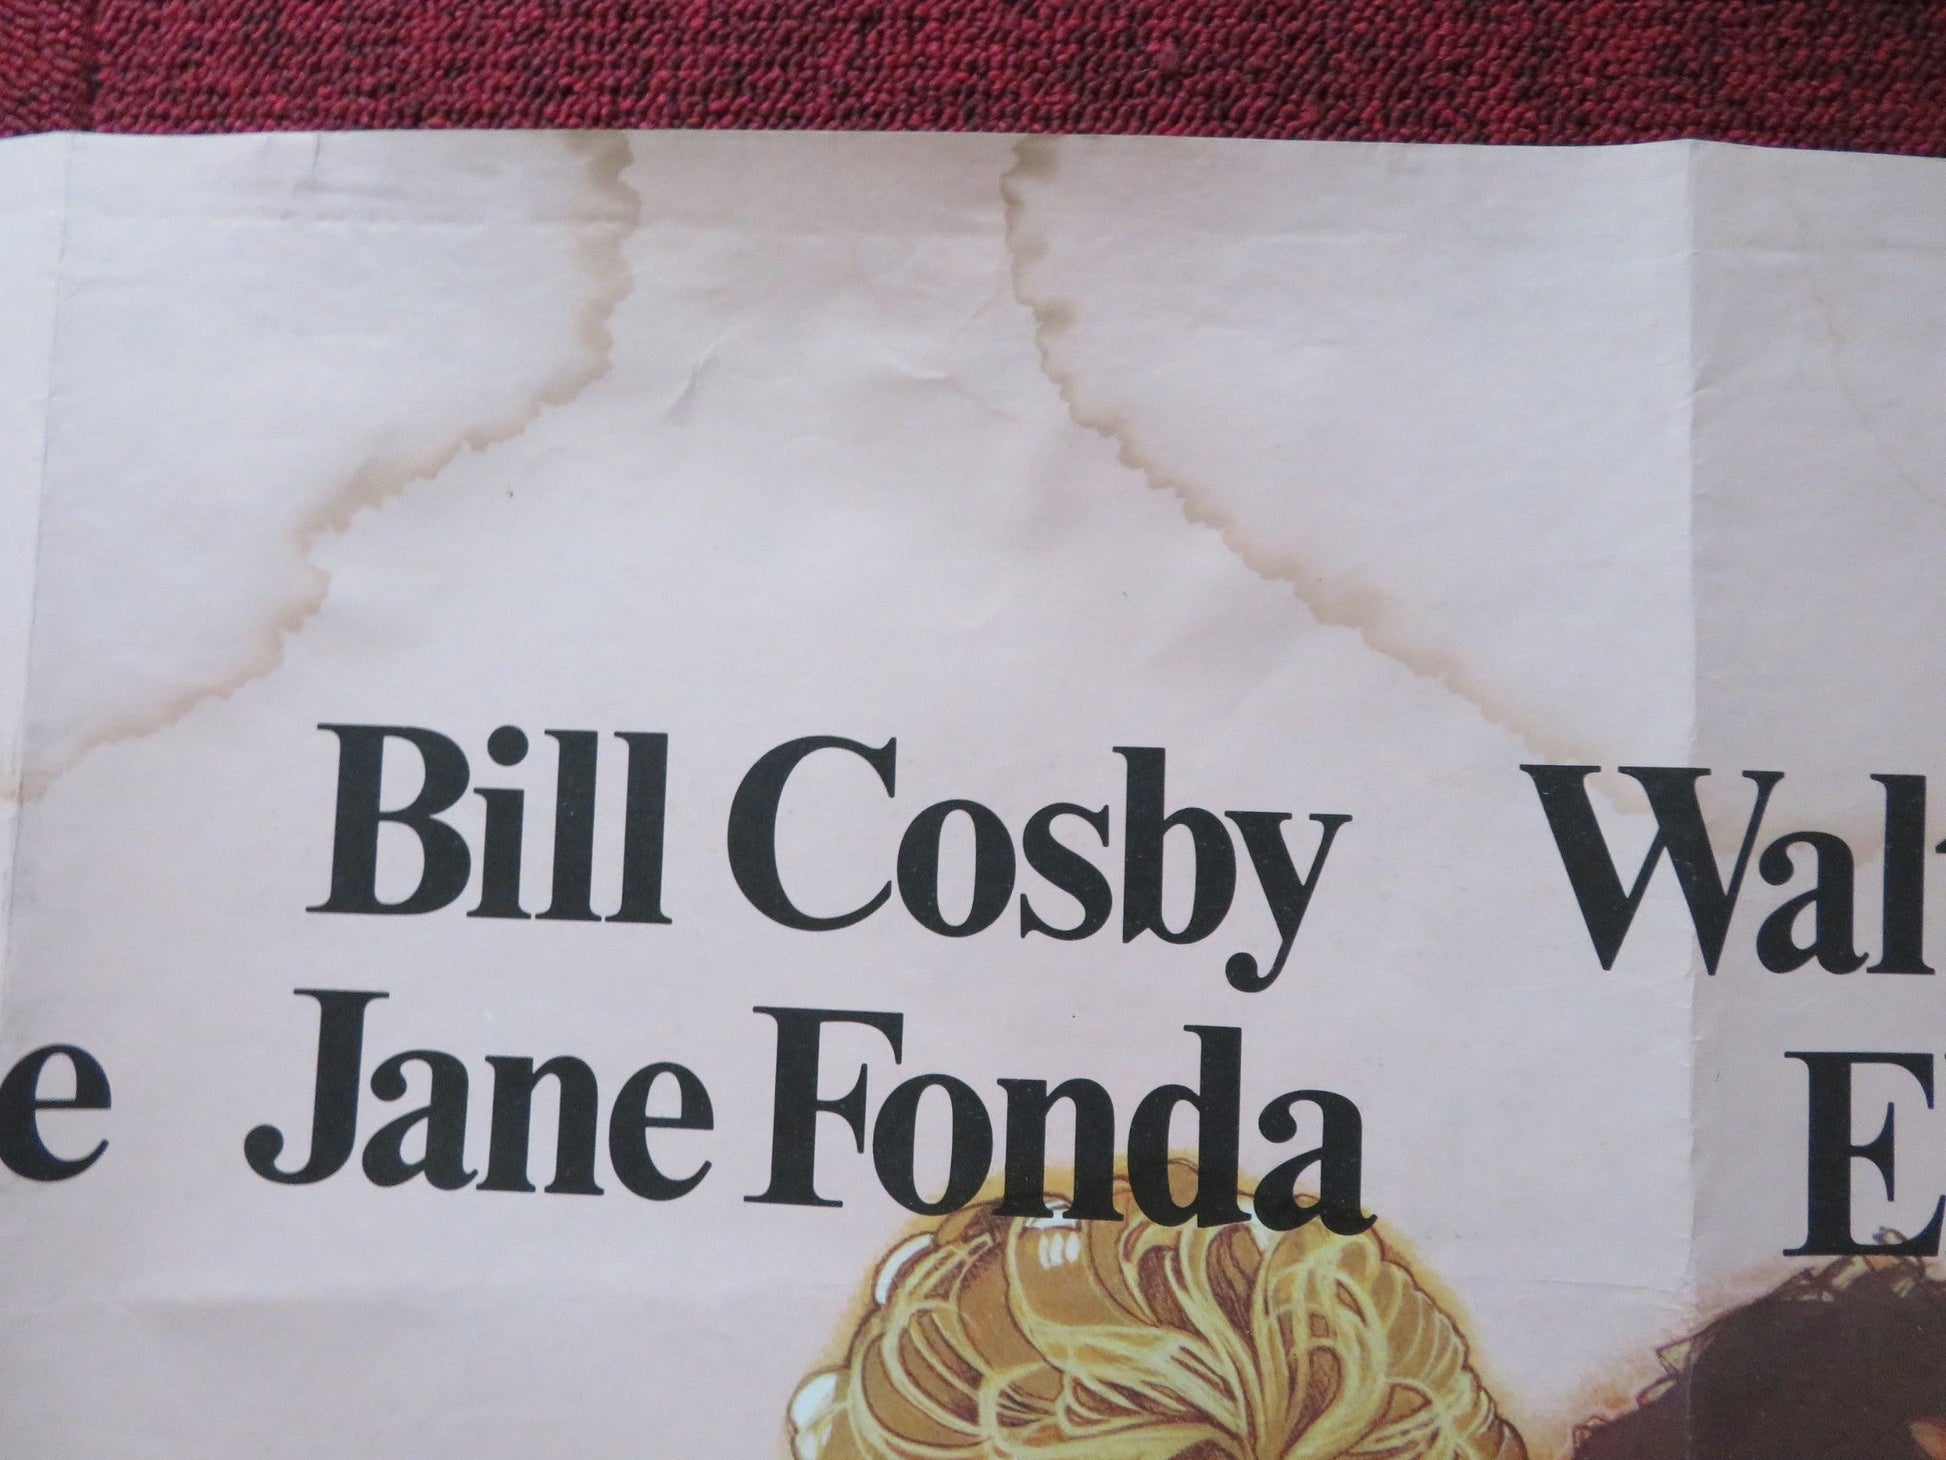 Bill Cosby Wal
e Jane Fonda E